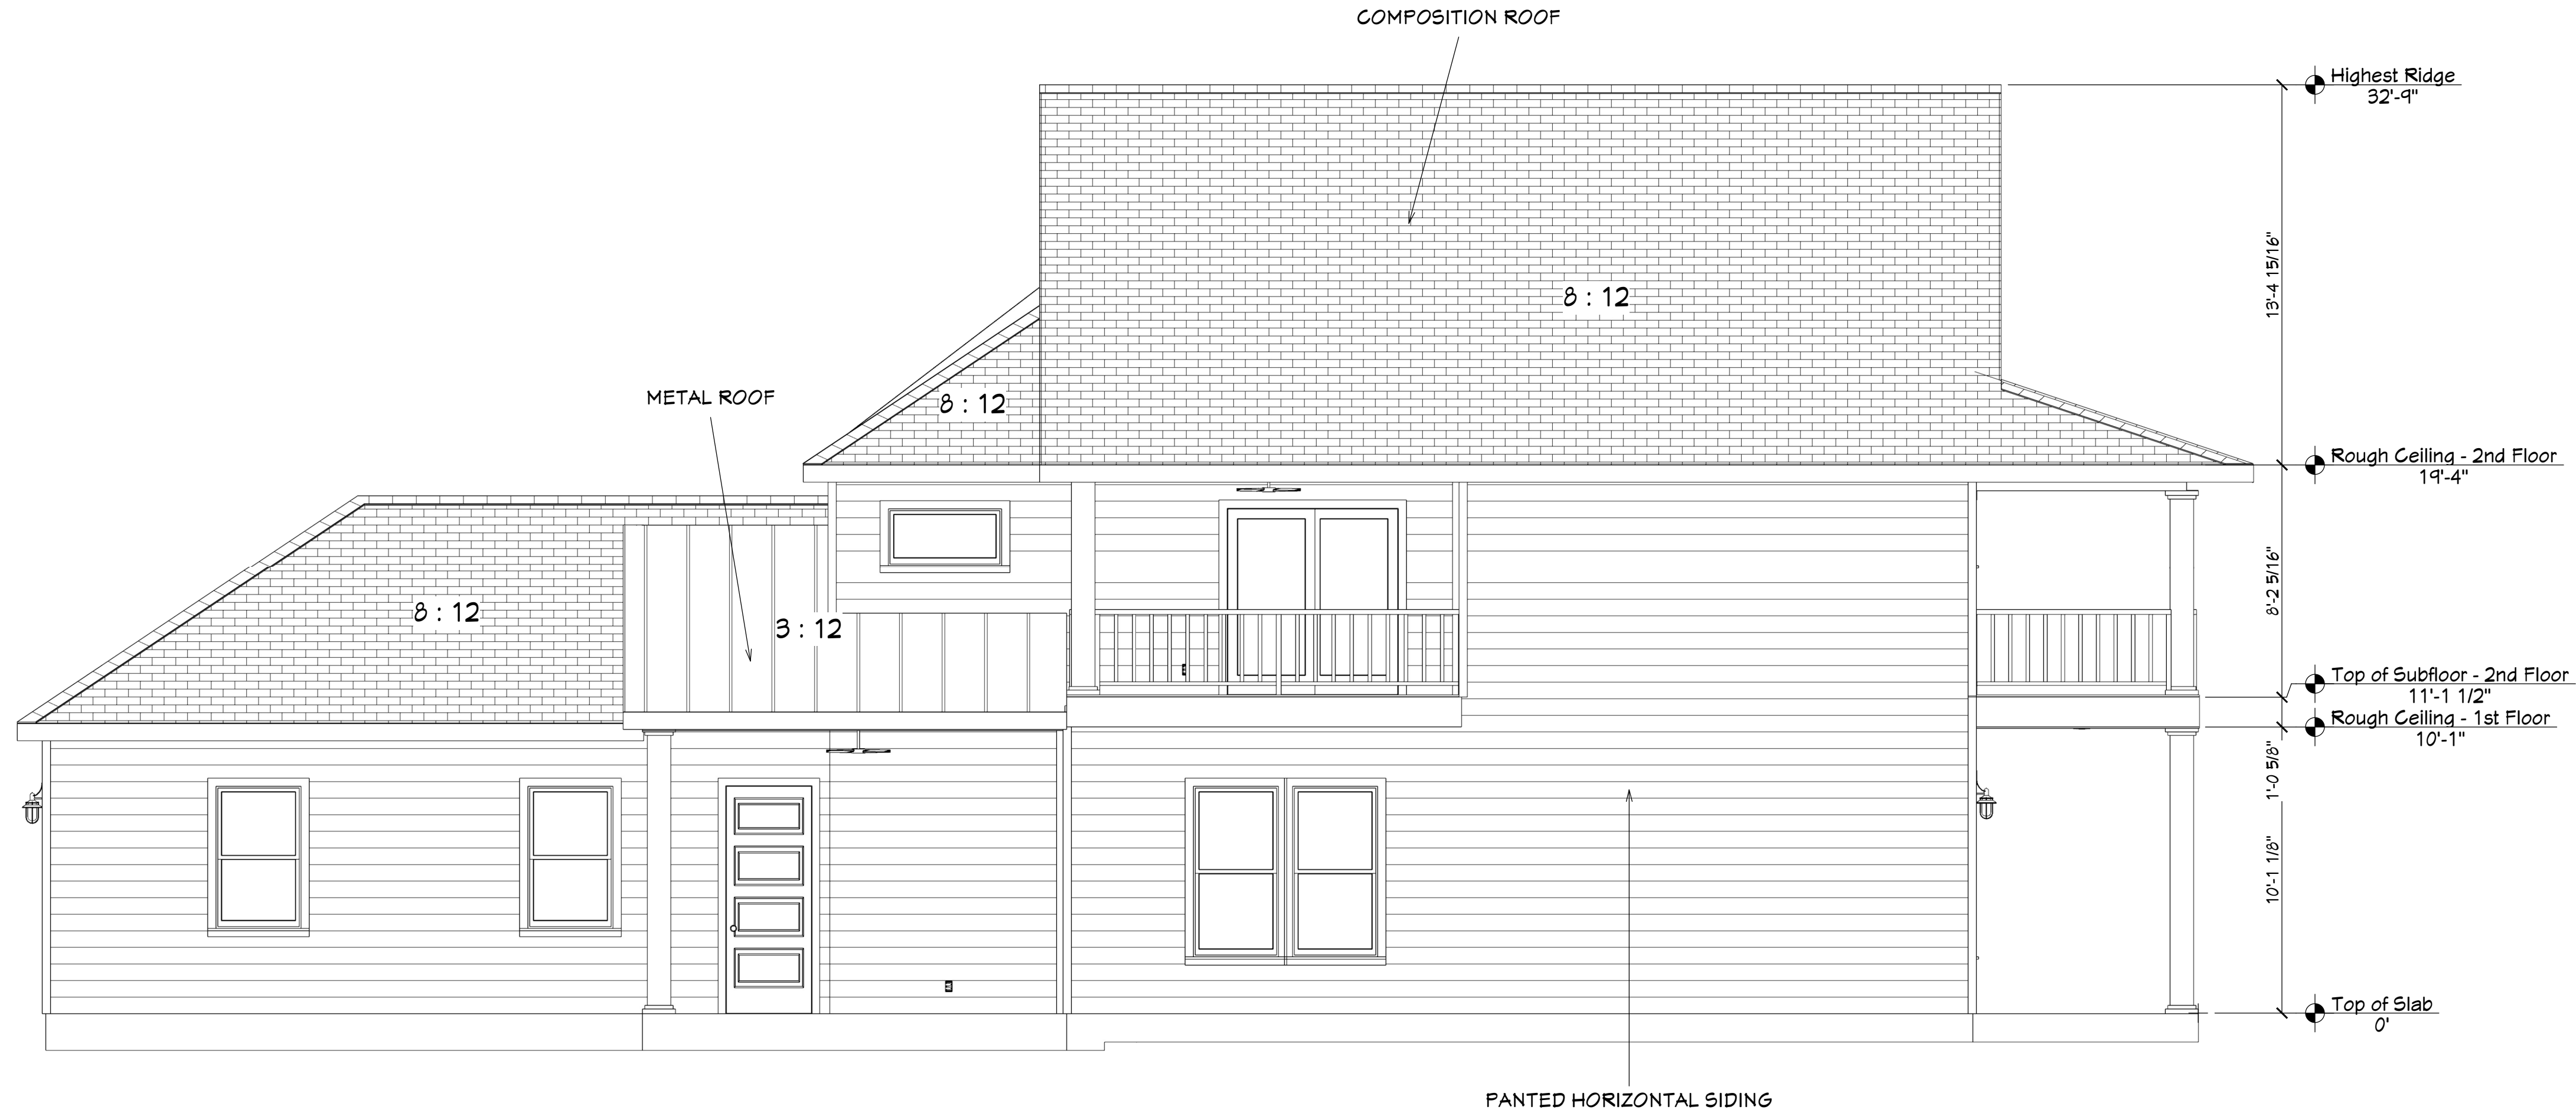 COMPOSITION ROOF
Highest Ridge
32'-9"
13'-4 15/16"
8 : 12
METAL ROOF
8 : 12
Rough Ceiling - 2nd Floor
19'-4"
8'-2 5/16"
8 : 12
3 : 12
Top of Subfloor - 2nd Floor
11'-1 1/2"
Rough Ceiling - 1st Floor
10'-1"
1'-0 5/8"
10'-1 1/8"
Top of Slab
0'
PANTED HORIZONTAL SIDING